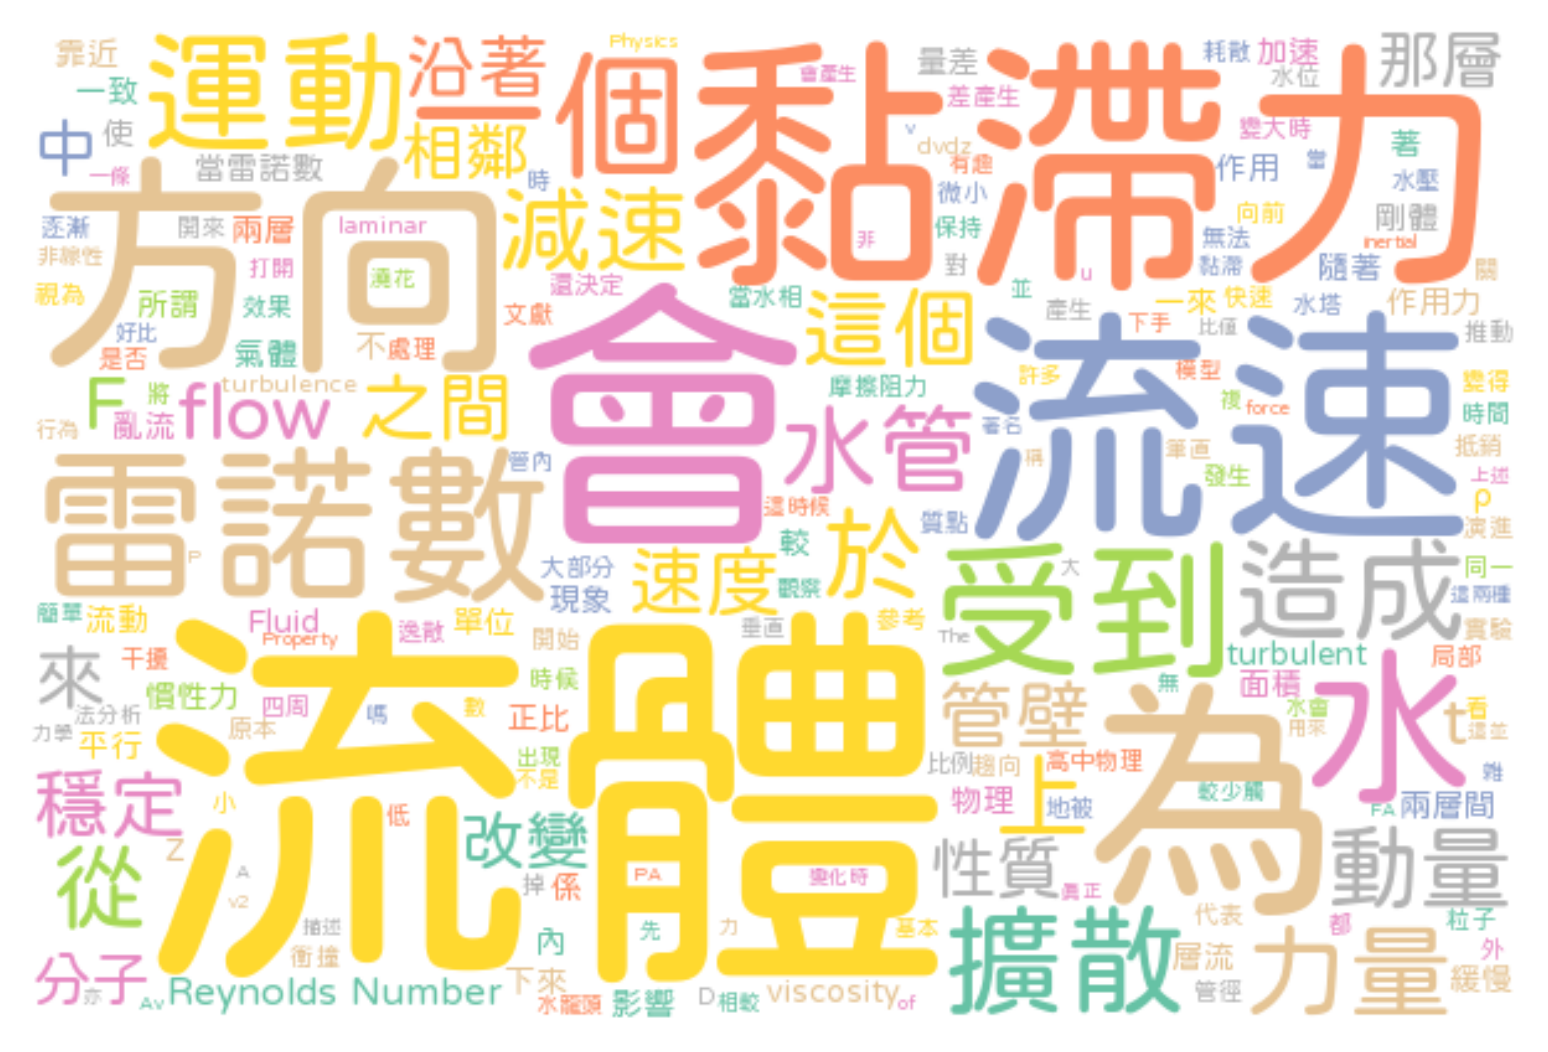 靠近
運動
沿著
一
個
Physics
黏滯力
會產生
量差
耗散
加速
那層
水位
一致
差產生
中
使
相鄰
v
dvdz
變大時
著
當雷諾數
有趣
作用
當
一條
時
微小
水壓
方向
減速
逐漸
開來
兩層
laminar
保持
向前
剛體
非
無法
inertial
非線性
打開
澆花
對
u
黏滯
隨著
關
視為
所謂
效果
還決定
當水相
並
一來
快速
水塔
作用力
文獻
會
這個
產生
下手
比值
推動
好比
是否
氣體
不
處理
流速
F
將
turbulence
flow
之間
摩擦阻力
許多
模型
變得
亂流
水管
複
force
時間
行為
著名
雷諾數
管內
稱
筆直
抵銷
發生
上述
這時候
質點
ρ
於
演進
較
受到
造成
P
大部分
速度
觀察
大
同一
現象
這兩種
簡單
流動
Fluid
單位
參考
實驗
Property
逸散
開始
垂直
The
turbulent
局部
來
干擾
流體
時候
無
面積
水
慣性力
四周
嗎
數
正比
管壁
為
水會
t
看
法分析
原本
用來
這並
力學
平行
出現
不是
比例
趨向
高中物理
雜
穩定
小
低
物理
上
地被
較少觸
FA
兩層間
改變
從
Z
A
PA
變化時
性質
真正
動量
掉
係
v2
擴散
代表
都
粒子
描述
內
先
力
基本
外
分子
衝撞
層流
力量
亦
Av
Reynolds Number
下來
水龍頭
影響
D
相較
viscosity
of
管徑
緩慢